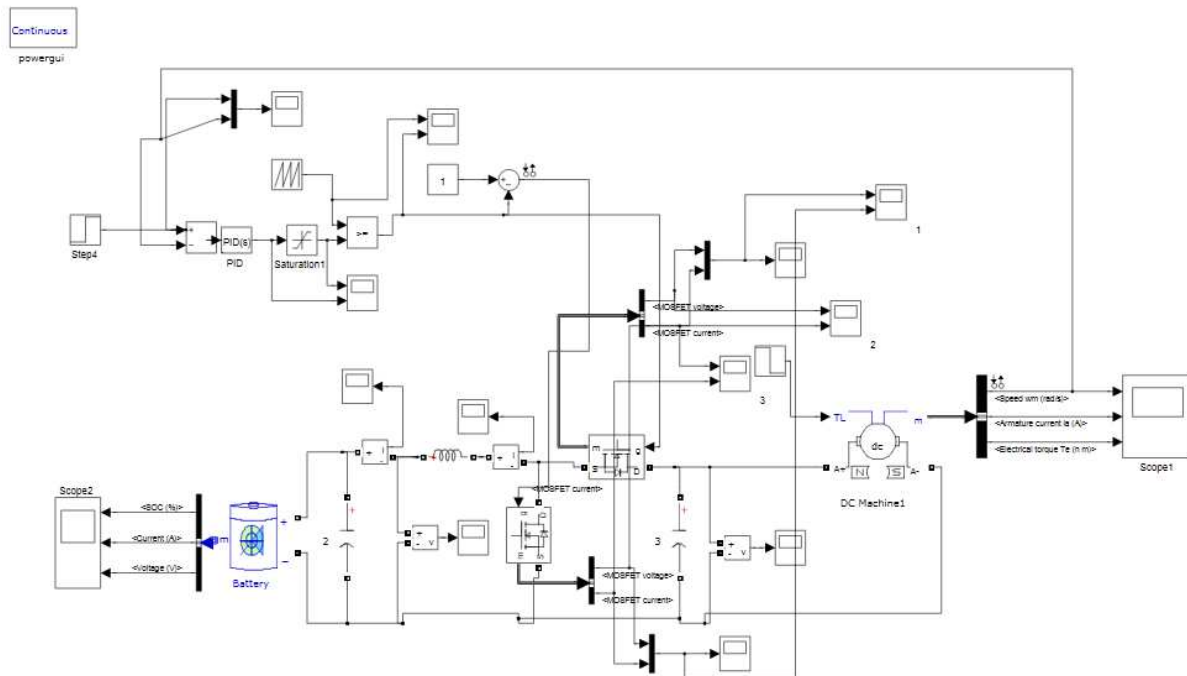 Continuous
powergui
1
1
Step4
PID(s)
PID
Saturation1
>=
<MOSFET voltage>
<MOSFET current>
2
3
TL
m
<Speed wm (rad/s)>
<Armature current ia (A)>
<Electrical torque Te (n m)>
Scope1
dc
A+
N
S
A-
DC Machine1
m
g
S
D
<MOSFET current>
Scope2
<SOC (%)>
<Current (A)>
<Voltage (V)>
m
Battery
2
v
3
v
<MOSFET voltage>
<MOSFET current>